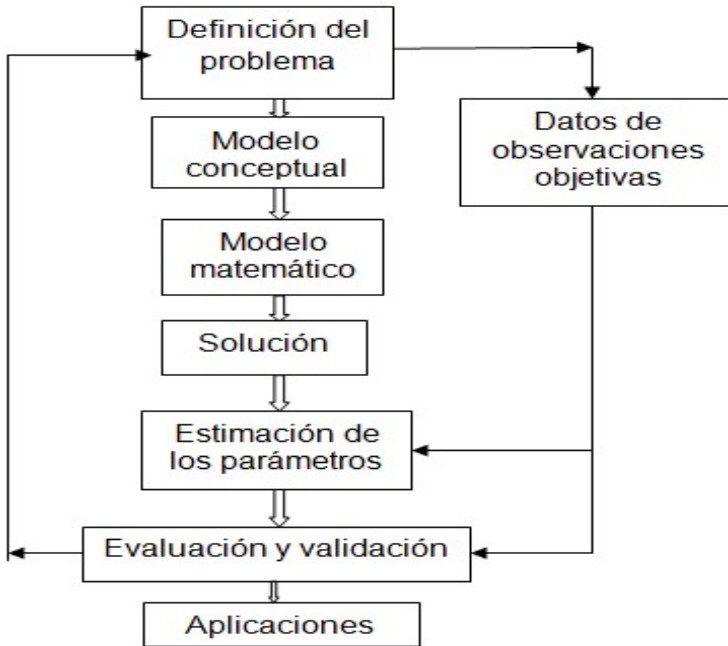 Definición del
problema
Datos de
observaciones
objetivas
Modelo
conceptual
Modelo
matemático
Solución
Estimación de
los parámetros
Evaluación y validación
Aplicaciones